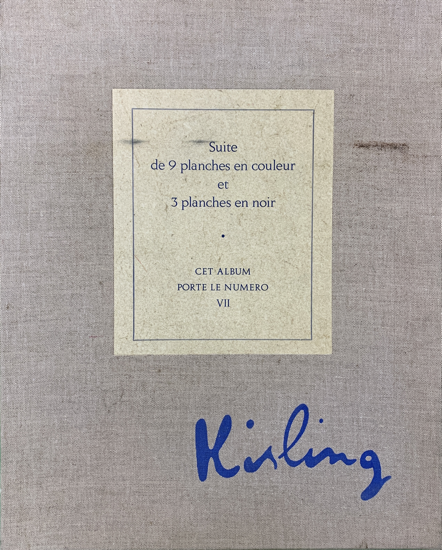 Suite
de 9 planches en couleur
et
3 planches en noir
•
CET ALBUM
PORTE LE NUMERO
VII
Kisling